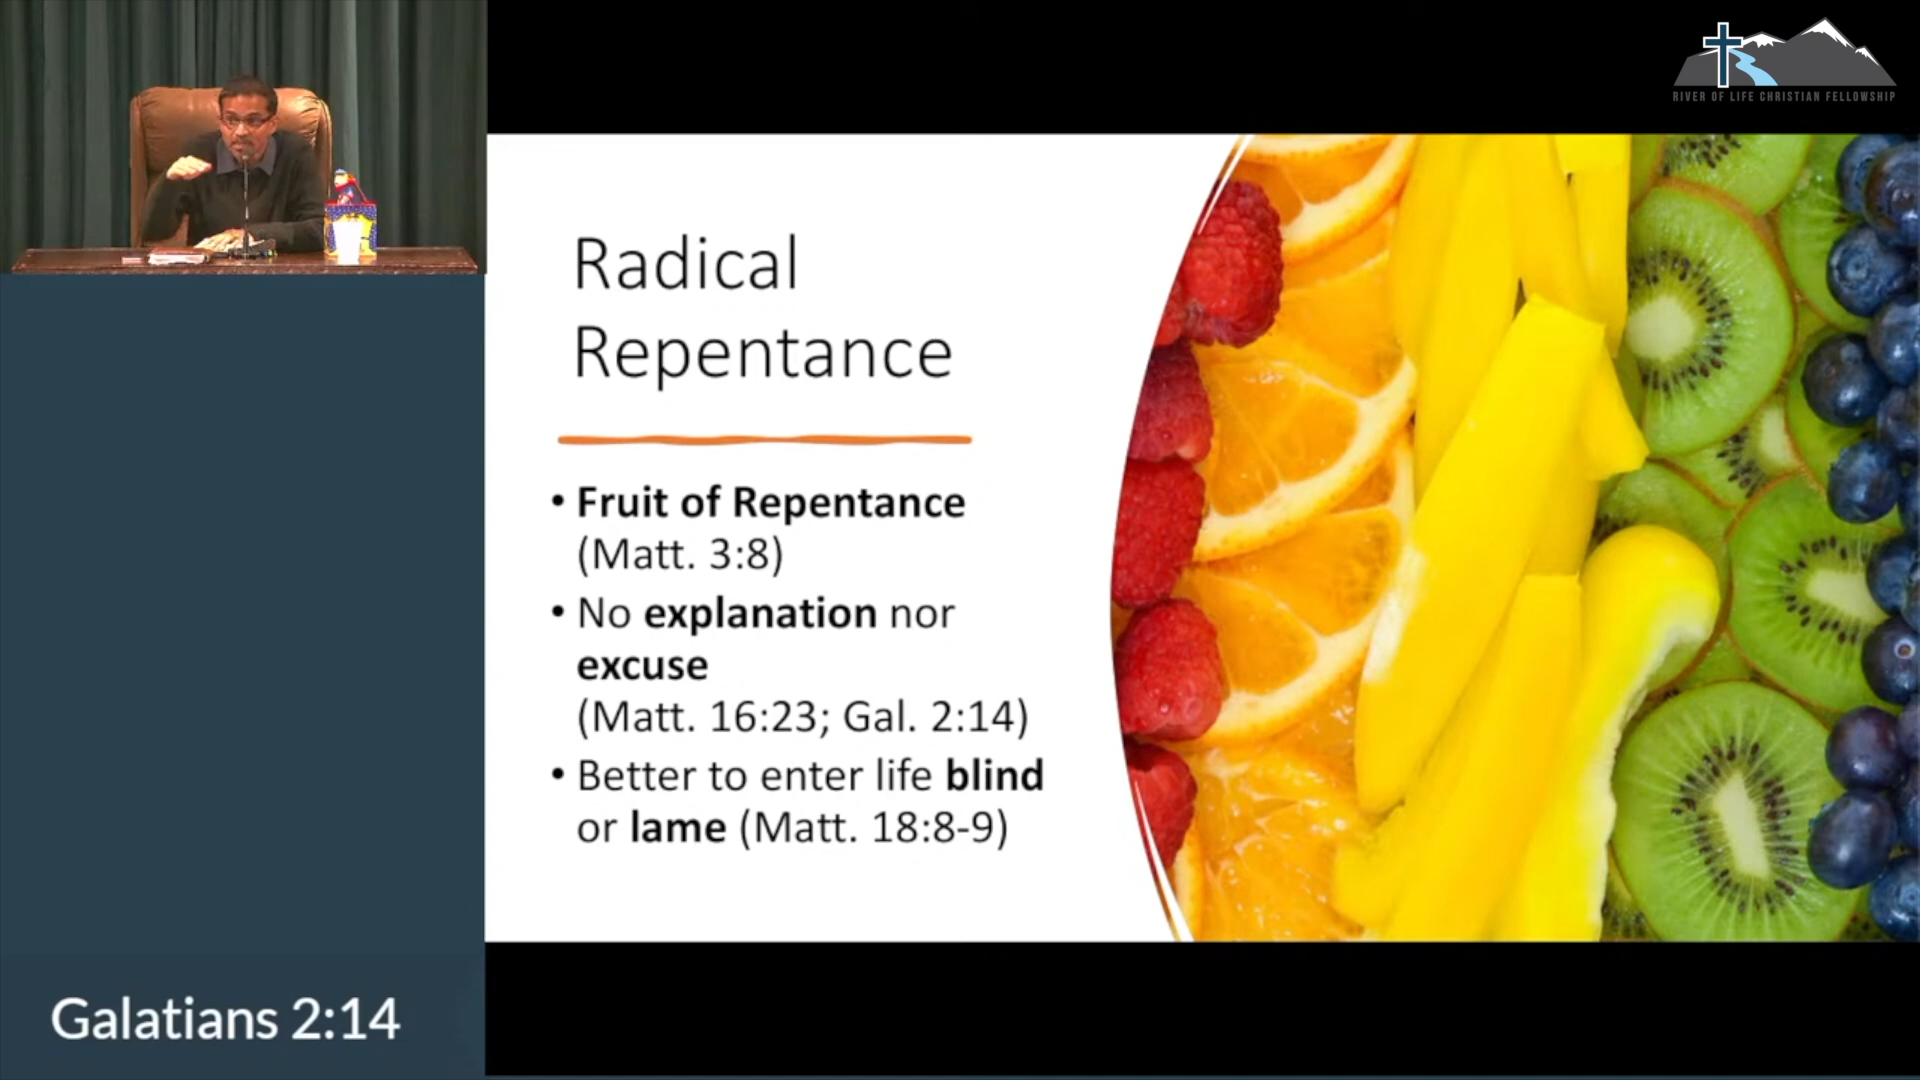 RIVER OF LIFE CHRISTIAN FELLOWSHIP
Radical
Repentance
• Fruit of Repentance
(Matt. 3:8)
• No explanation nor
excuse
(Matt. 16:23; Gal. 2:14)
• Better to enter life blind
or lame (Matt. 18:8-9)
Galatians 2:14